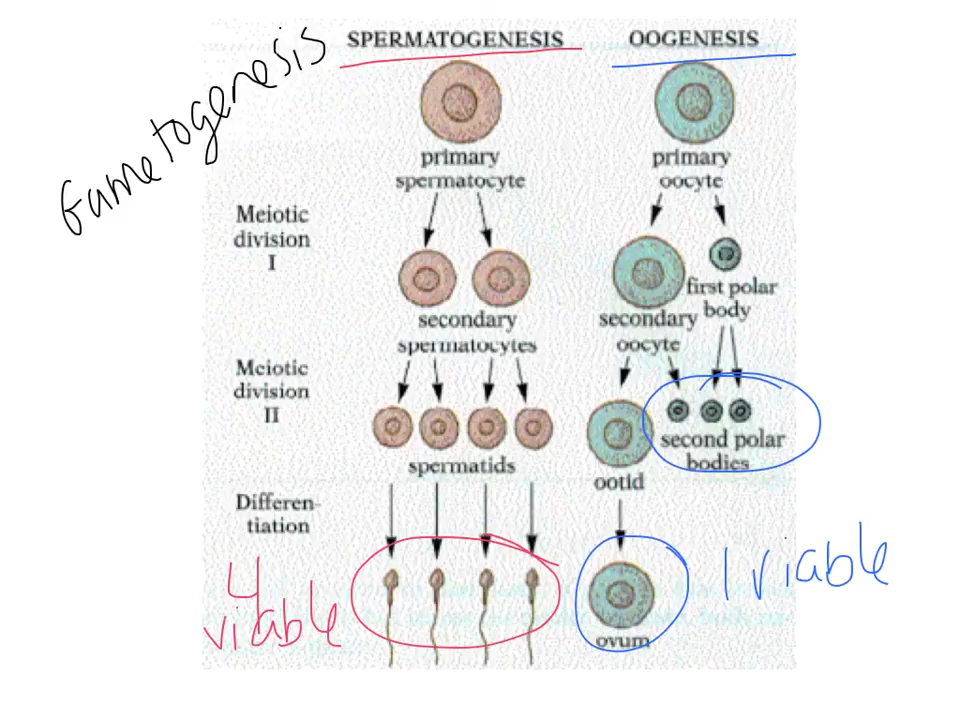 Gametogenesis
SPERMATOGENESIS
OOGENESIS
primary
spermatocyte
primary
oocyte
Meiotic
division
I
secondary
spermatocytes
secondary
oocyte
first polar
body
Meiotic
division
II
spermatids
ootid
second polar
bodies
Differen-
tiation
4
viable
ovum
1 viable